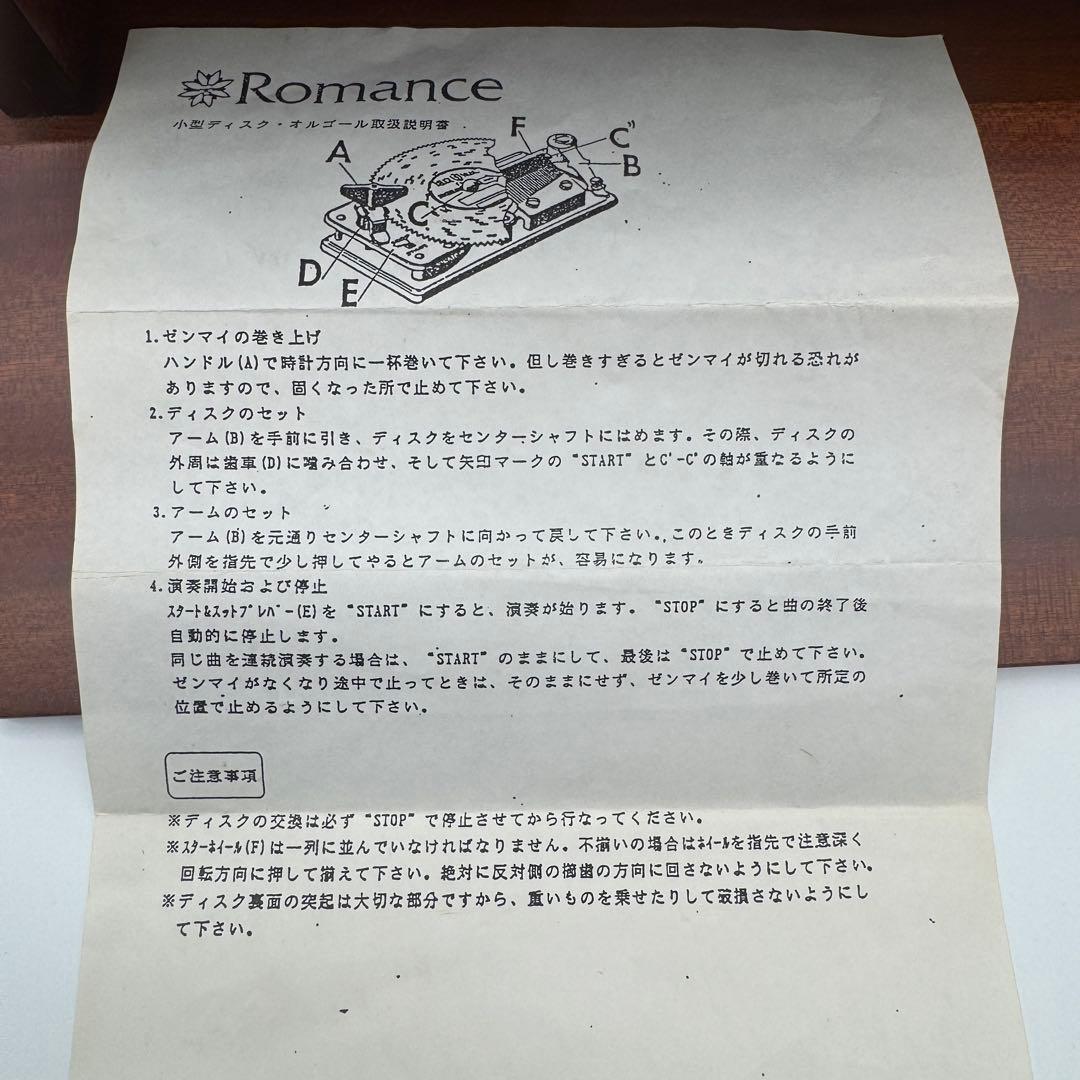 Romance
小型ディスク・オルゴール取扱説明書
F
C"
B
A
C
D
E
1.ゼンマイの巻き上げ
ハンドル(A)で時計方向に一杯巻いて下さい。但し巻きすぎるとゼンマイが切れる恐れが
ありますので、固くなった所で止めて下さい。
2.ディスクのセット
アーム(B)を手前に引き、ディスクをセンターシャフトにはめます。その際、ディスクの
外周は歯車(D)に噛み合わせ、そして矢印マークの"START"とC'-C"の軸が重なるように
して下さい。
3.アームのセット
アーム(B)を元通りセンターシャフトに向かって戻して下さい。このときディスクの手前
外側を指先で少し押してやるとアームのセットが、容易になります。
4.演奏開始および停止
ｽﾀｰﾄ&ｽｯﾄﾌﾟﾚﾊﾞｰ(E)を"START"にすると、演奏が始ります。"STOP"にすると曲の終了後
自動的に停止します。
同じ曲を連続演奏する場合は、"START"のままにして、最後は"STOP"で止めて下さい。
ゼンマイがなくなり途中で止ってときは、そのままにせず、ゼンマイを少し巻いて所定の
位置で止めるようにして下さい。
ご注意事項
※ディスクの交換は必ず"STOP"で停止させてから行なってください。
※ｽﾀｰﾎｲｰﾙ(F)は一列に並んでいなければなりません。不揃いの場合はﾎｲｰﾙを指先で注意深く
回転方向に押して揃えて下さい。絶対に反対側の櫛歯の方向に回さないようにして下さい。
※ディスク裏面の突起は大切な部分ですから、重いものを乗せたりして破損さないようにし
て下さい。